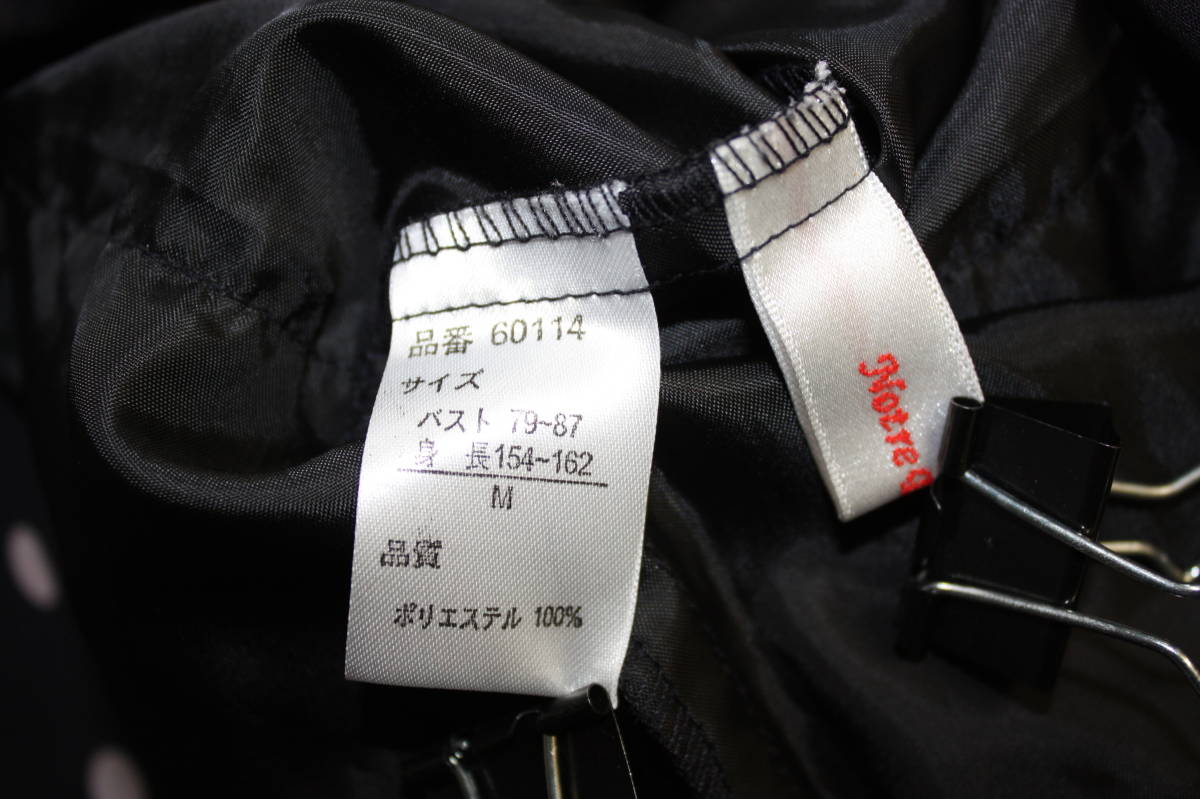 品番 60114
サイズ
バスト 79~87
身 長154~162
M
品質
ポリエステル 100%
Notre